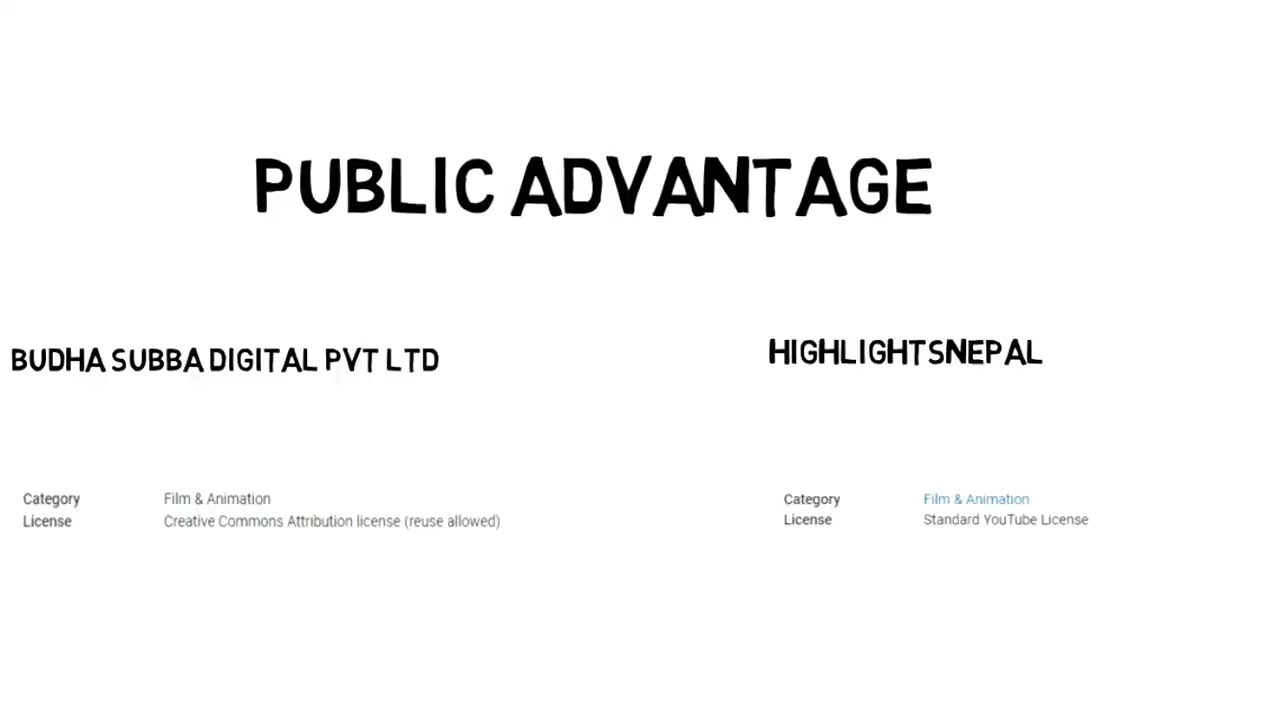 PUBLIC ADVANTAGE
BUDHA SUBBA DIGITAL PVT LTD
HIGHLIGHTSNEPAL
Category Film & Animation
License Creative Commons Attribution license (reuse allowed)
Category Film & Animation
License Standard YouTube License